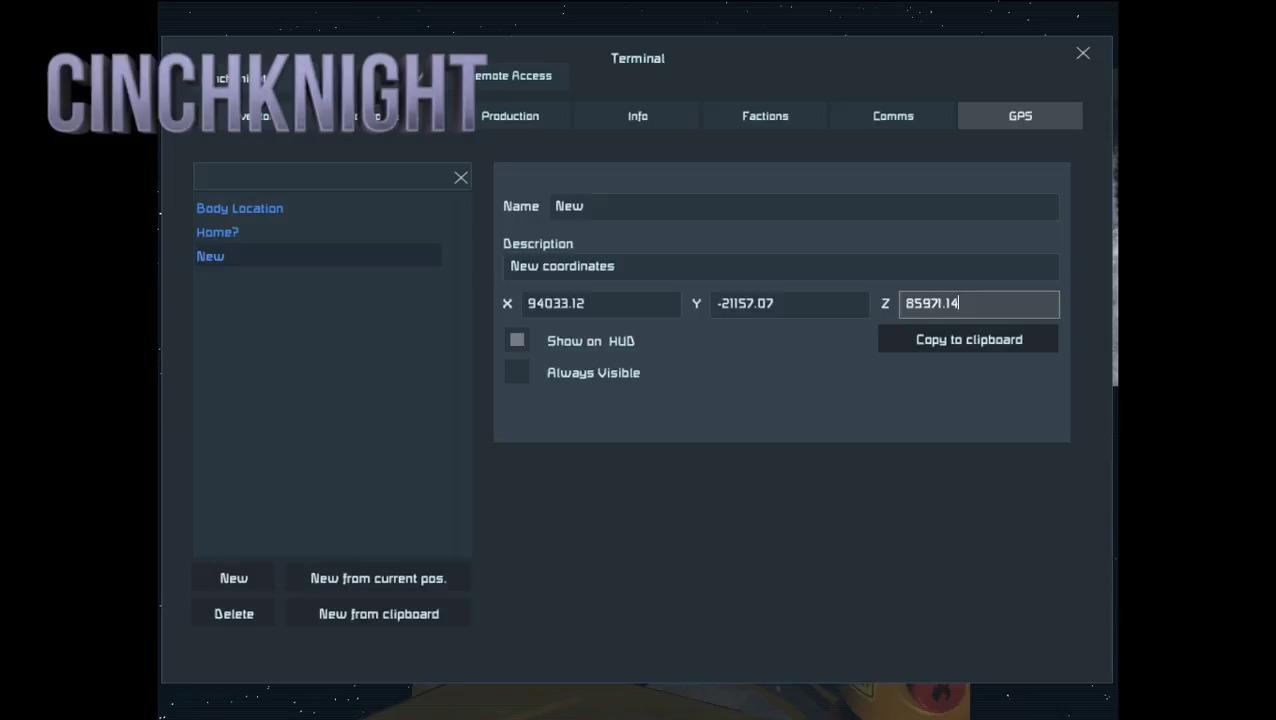 Terminal
CINCHKNIGHT
emote Access
Production
Info
Factions
Comms
GPS
Body Location
Home?
New
Name New
Description
New coordinates
X 94033.12 Y -21157.07 Z 85971.14
Show on HUD
Copy to clipboard
Always Visible
New
New from current pos.
Delete
New from clipboard